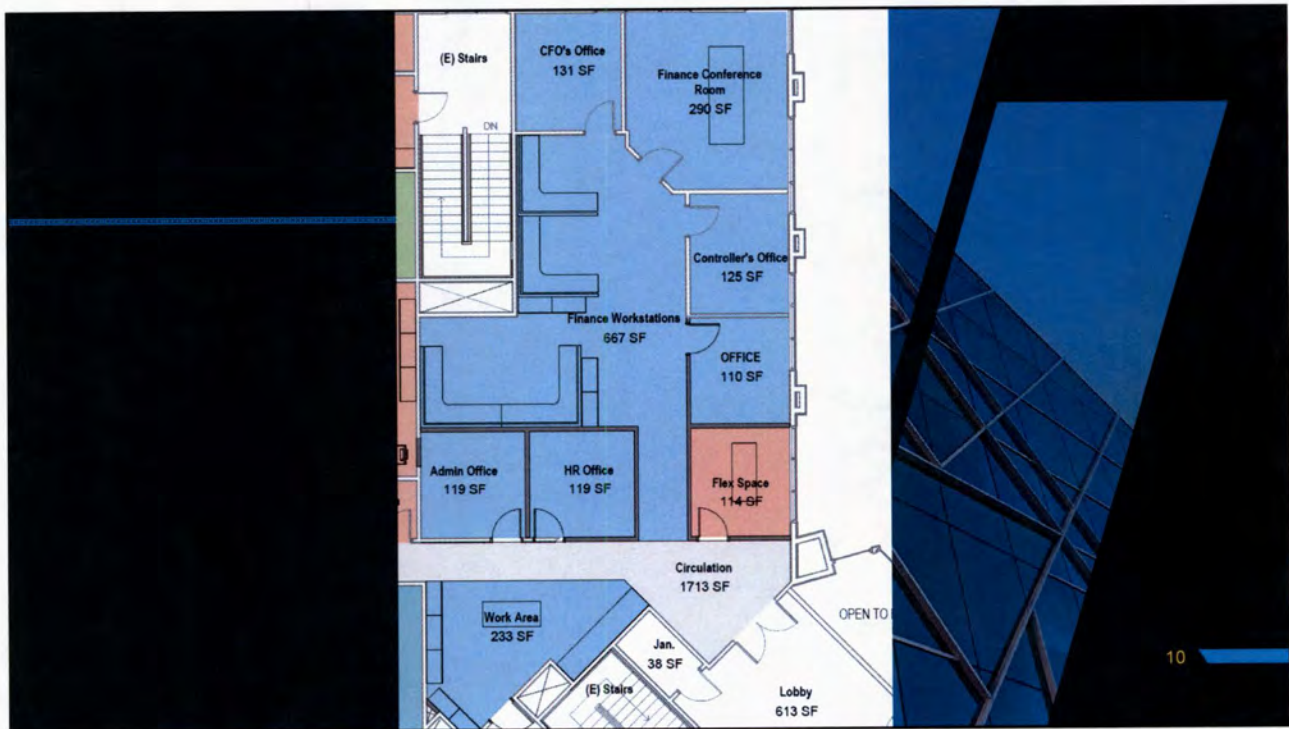 (E) Stairs
DN
CFO's Office
131 SF
Finance Conference
Room
290 SF
Controller's Office
125 SF
Finance Workstations
667 SF
OFFICE
110 SF
Admin Office
119 SF
HR Office
119 SF
Flex Space
114 SF
Circulation
1713 SF
Work Area
233 SF
OPEN TO
Jan.
38 SF
(E) Stairs
Lobby
613 SF
10